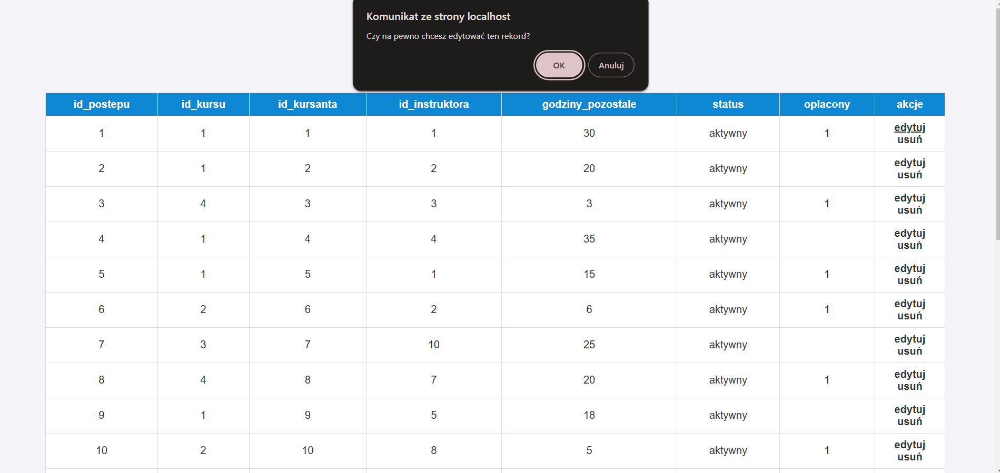 Komunikat ze strony localhost
Czy na pewno chcesz edytować ten rekord?
OK Anuluj
id_postepu id_kursu id_kursanta id_instruktora godziny_pozostale status oplacony akcje
1 1 1 1 30 aktywny 1 edytuj
usuń
2 1 2 2 20 aktywny edytuj
usuń
3 4 3 3 3 aktywny 1 edytuj
usuń
4 1 4 4 35 aktywny edytuj
usuń
5 1 5 1 15 aktywny 1 edytuj
usuń
6 2 6 2 6 aktywny 1 edytuj
usuń
7 3 7 10 25 aktywny edytuj
usuń
8 4 8 7 20 aktywny 1 edytuj
usuń
9 1 9 5 18 aktywny edytuj
usuń
10 2 10 8 5 aktywny 1 edytuj
usuń